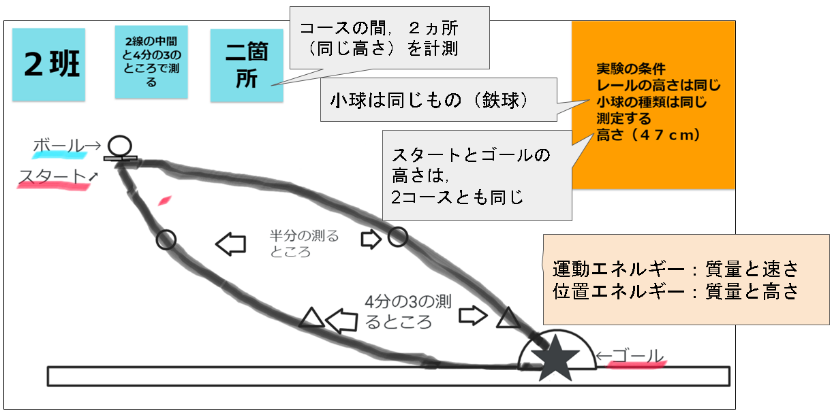 2班
2線の中間
と4分の3の
ところで測
る
二箇
所
コースの間，２ヵ所
（同じ高さ）を計測
小球は同じもの（鉄球）
実験の条件
レールの高さは同じ
小球の種類は同じ
測定する
高さ（４７ｃｍ）
スタートとゴールの
高さは，
2コースとも同じ
ボール→
スタート↗
半分の測る
ところ
4分の3の測
るところ
運動エネルギー：質量と速さ
位置エネルギー：質量と高さ
←ゴール